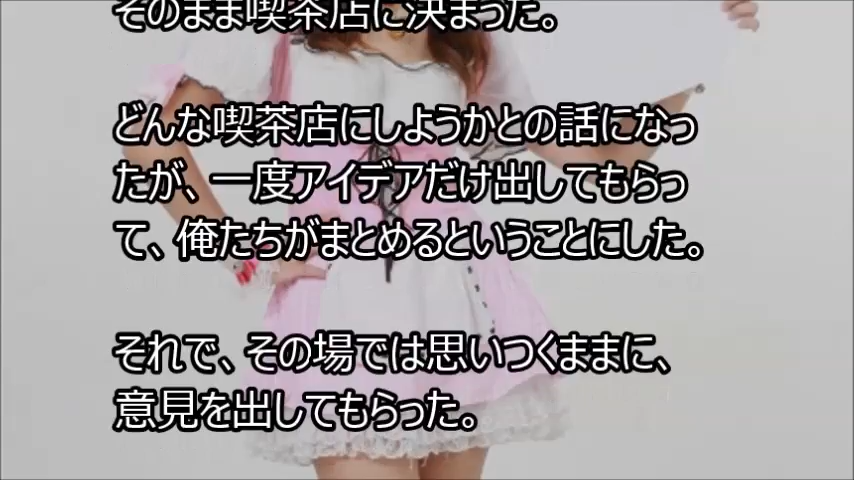 そのまま喫茶店に決まった。
どんな喫茶店にしようかとの話になっ
たが、一度アイデアだけ出してもらっ
て、俺たちがまとめるということにした。
それで、その場では思いつくままに、
意見を出してもらった。